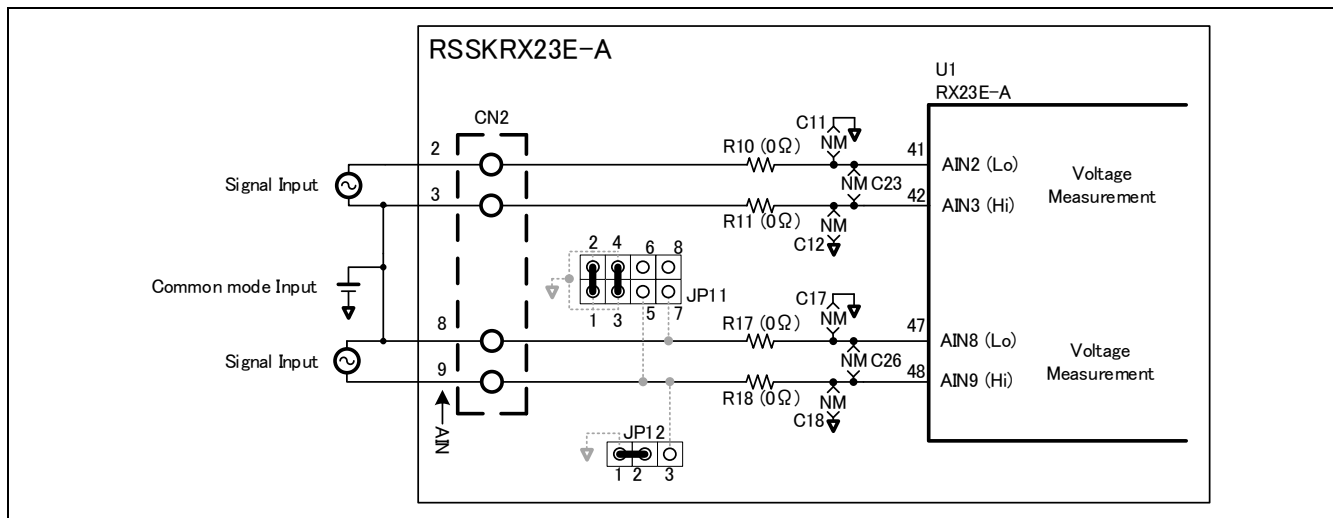 RSSKRX23E-A
U1
RX23E-A
CN2
C11
NM
R10 (0Ω)
2
41
AIN2 (Lo)
Voltage
Measurement
Signal Input
NM C23
3
42
AIN3 (Hi)
R11 (0Ω)
NM
C12
2 4 6 8
Common mode Input
JP11
1 3 5 7
C17
NM
8
R17 (0Ω)
47
AIN8 (Lo)
Voltage
Measurement
Signal Input
NM C26
9
48
AIN9 (Hi)
R18 (0Ω)
NM
C18
AIN
JP12
1 2 3